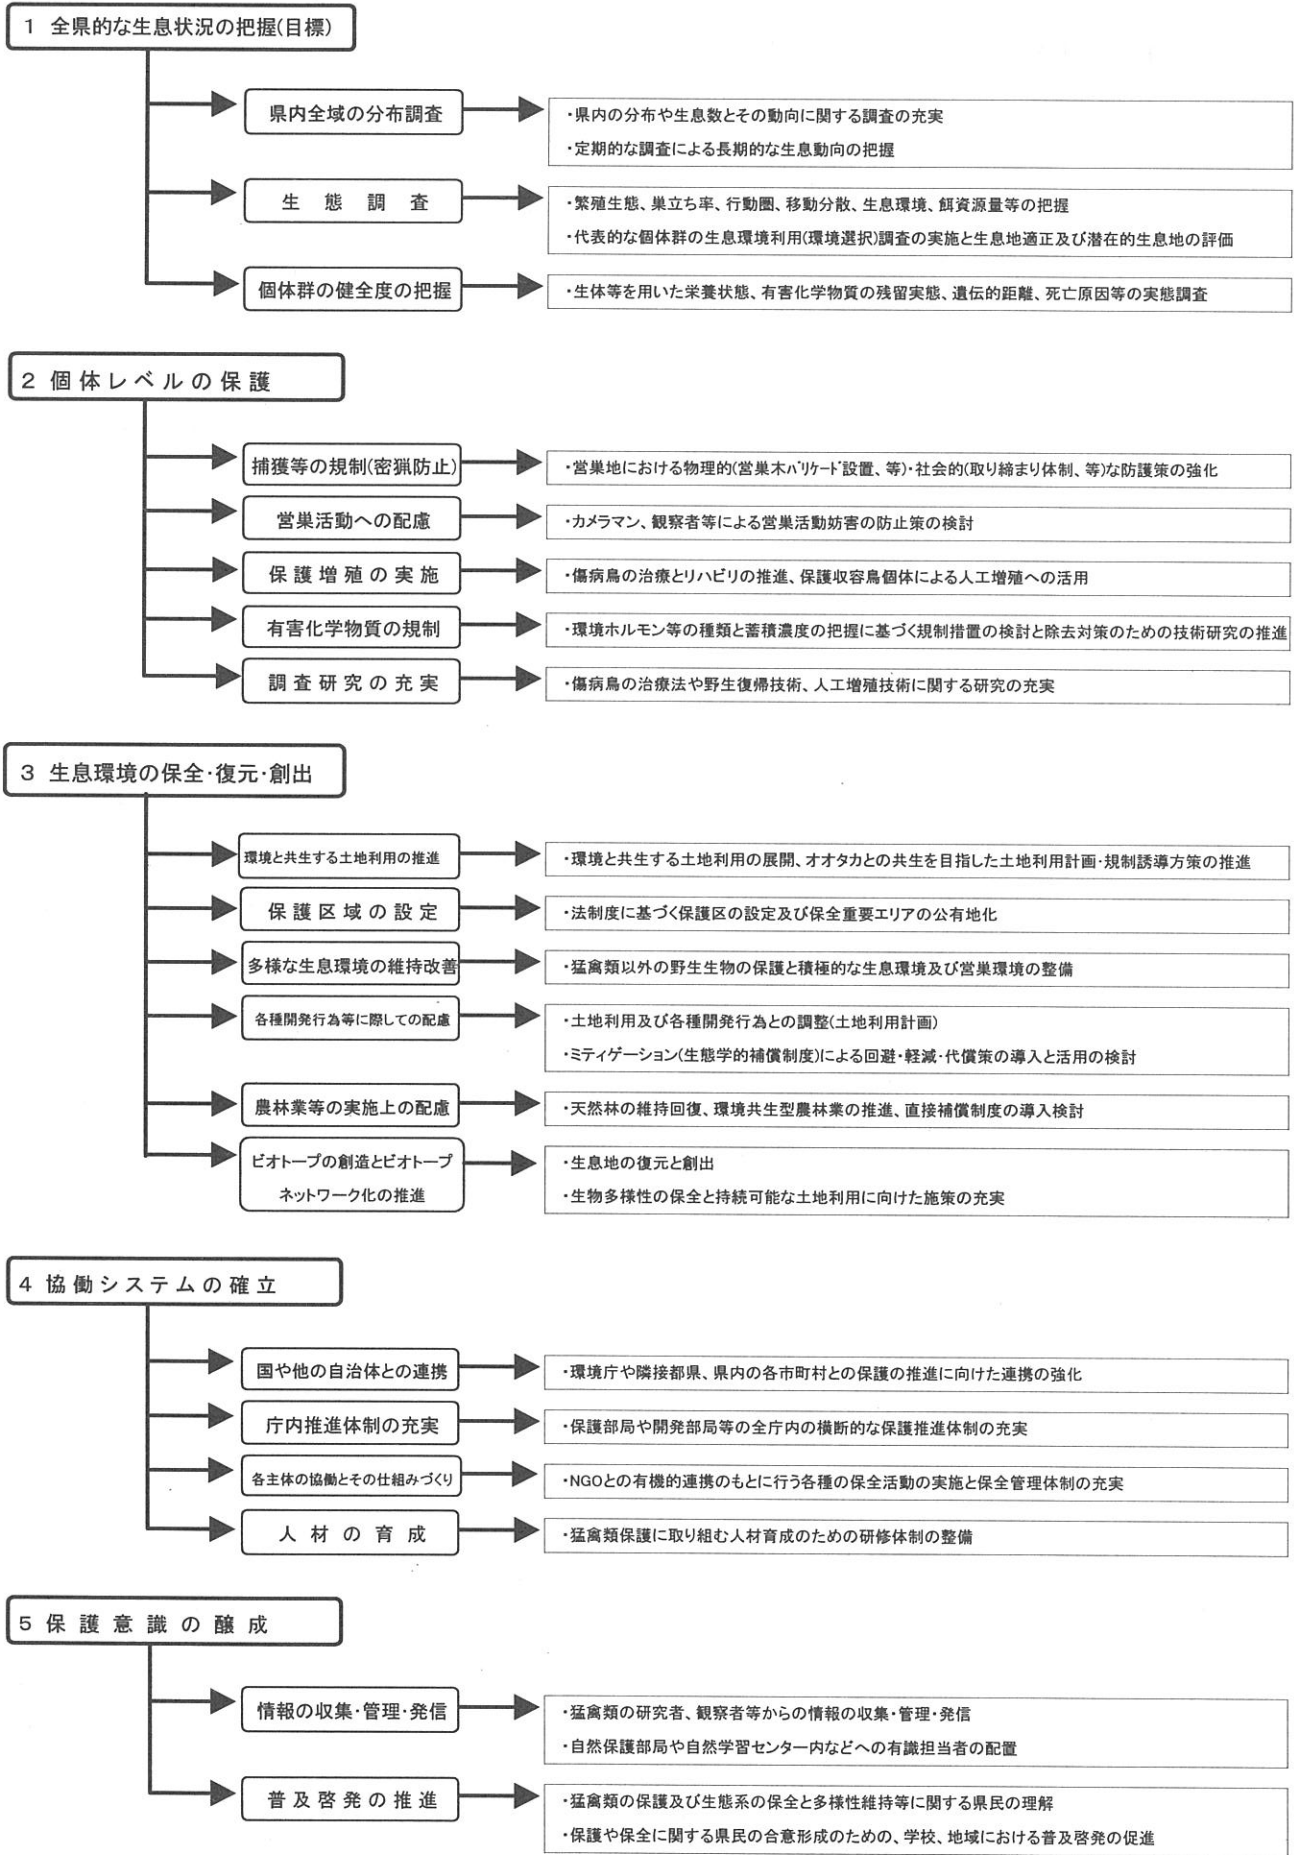 1 全県的な生息状況の把握(目標)
県内全域の分布調査
・県内の分布や生息数とその動向に関する調査の充実
・定期的な調査による長期的な生息動向の把握
生態調査
・繁殖生態、巣立ち率、行動圏、移動分散、生息環境、餌資源量等の把握
・代表的な個体群の生息環境利用(環境選択)調査の実施と生息地適正及び潜在的生息地の評価
個体群の健全度の把握
・生体等を用いた栄養状態、有害化学物質の残留実態、遺伝的距離、死亡原因等の実態調査
2 個体レベルの保護
捕獲等の規制(密猟防止)
・営巣地における物理的(営巣木バリケード設置、等)・社会的(取り締まり体制、等)な防護策の強化
営巣活動への配慮
・カメラマン、観察者等による営巣活動妨害の防止策の検討
保護増殖の実施
・傷病鳥の治療とリハビリの推進、保護収容鳥個体による人工増殖への活用
有害化学物質の規制
・環境ホルモン等の種類と蓄積濃度の把握に基づく規制措置の検討と除去対策のための技術研究の推進
調査研究の充実
・傷病鳥の治療法や野生復帰技術、人工増殖技術に関する研究の充実
3 生息環境の保全・復元・創出
環境と共生する土地利用の推進
・環境と共生する土地利用の展開、オオタカとの共生を目指した土地利用計画・規制誘導方策の推進
保護区域の設定
・法制度に基づく保護区の設定及び保全重要エリアの公有地化
多様な生息環境の維持改善
・猛禽類以外の野生生物の保護と積極的な生息環境及び営巣環境の整備
各種開発行為等に際しての配慮
・土地利用及び各種開発行為との調整(土地利用計画)
・ミティゲーション(生態学的補償制度)による回避・軽減・代償策の導入と活用の検討
農林業等の実施上の配慮
・天然林の維持回復、環境共生型農林業の推進、直接補償制度の導入検討
ビオトープの創造とビオトープ
ネットワーク化の推進
・生息地の復元と創出
・生物多様性の保全と持続可能な土地利用に向けた施策の充実
4 協働システムの確立
国や他の自治体との連携
・環境庁や隣接都県、県内の各市町村との保護の推進に向けた連携の強化
庁内推進体制の充実
・保護部局や開発部局等の全庁内の横断的な保護推進体制の充実
各主体の協働とその仕組みづくり
・NGOとの有機的連携のもとに行う各種の保全活動の実施と保全管理体制の充実
人材の育成
・猛禽類保護に取り組む人材育成のための研修体制の整備
5 保護意識の醸成
情報の収集・管理・発信
・猛禽類の研究者、観察者等からの情報の収集・管理・発信
・自然保護部局や自然学習センター内などへの有識担当者の配置
普及啓発の推進
・猛禽類の保護及び生態系の保全と多様性維持等に関する県民の理解
・保護や保全に関する県民の合意形成のための、学校、地域における普及啓発の促進